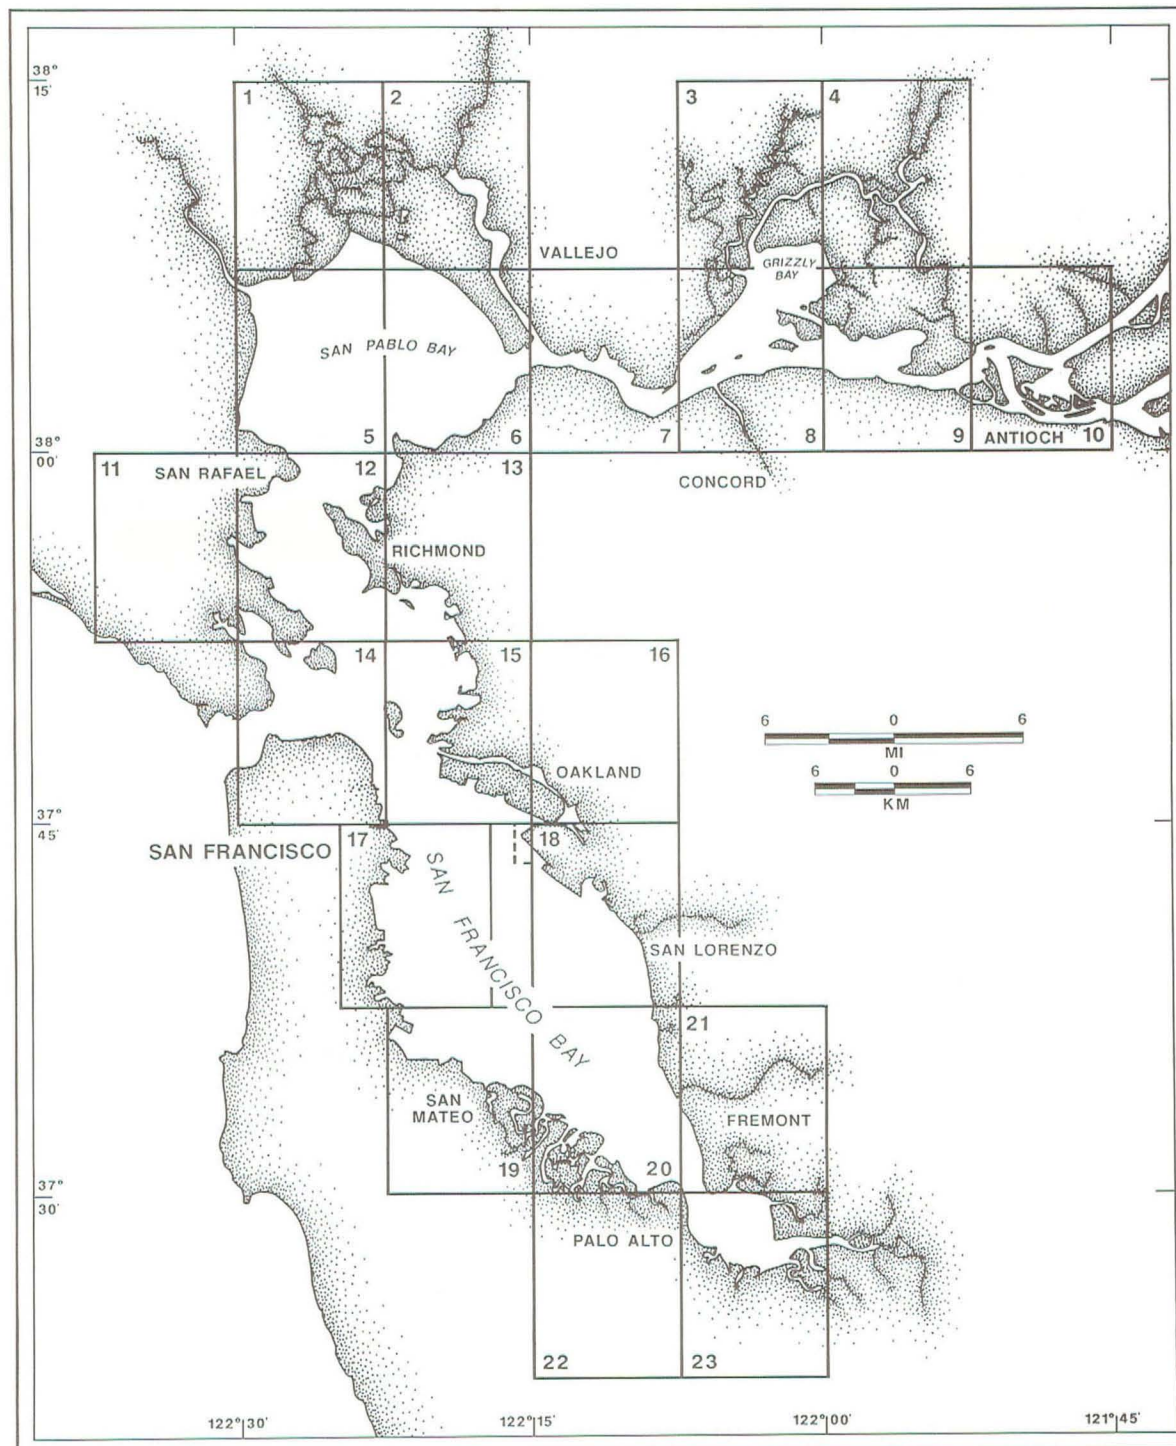 38°
15'
1
2
3
4
VALLEJO
GRIZZLY
BAY
SAN PABLO BAY
5
6
7
8
9
ANTIOCH
10
38°
00'
11
SAN RAFAEL
12
13
CONCORD
RICHMOND
14
15
16
6 0 6
MI
6 0 6
KM
OAKLAND
37°
45'
SAN FRANCISCO
17
18
SAN FRANCISCO BAY
SAN LORENZO
21
SAN
MATEO
FREMONT
19
20
37°
30'
PALO ALTO
22
23
122° 30'
122° 15'
122° 00'
121° 45'